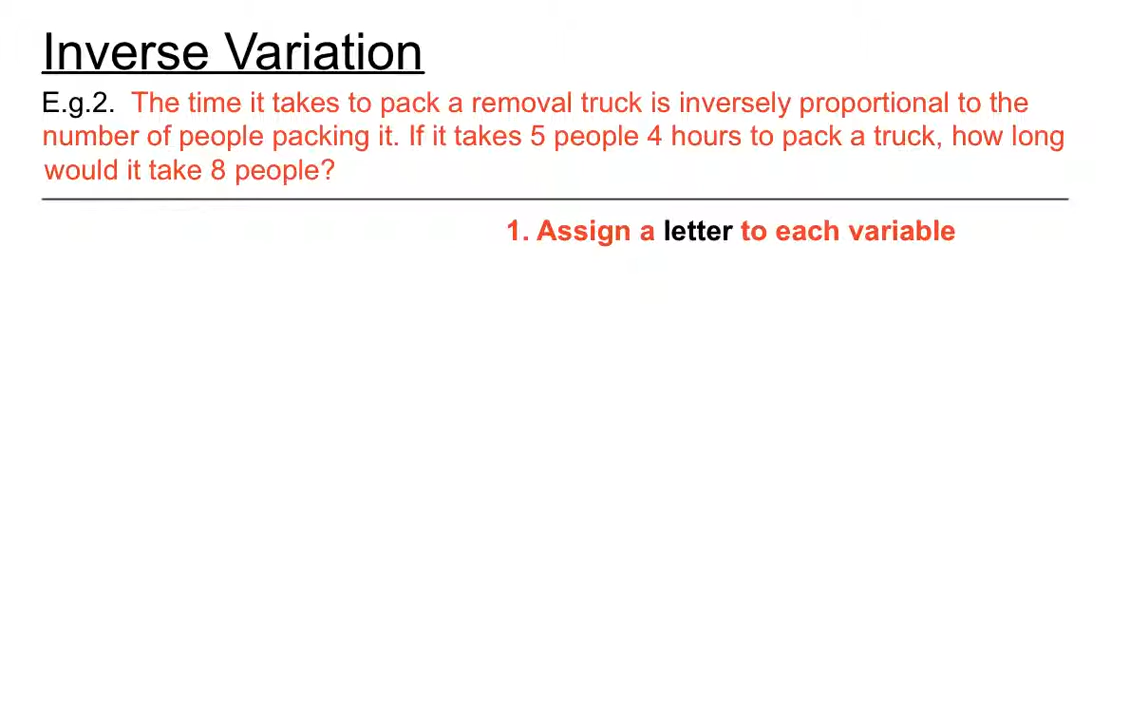 Inverse Variation
E.g.2. The time it takes to pack a removal truck is inversely proportional to the
number of people packing it. If it takes 5 people 4 hours to pack a truck, how long
would it take 8 people?
1. Assign a letter to each variable